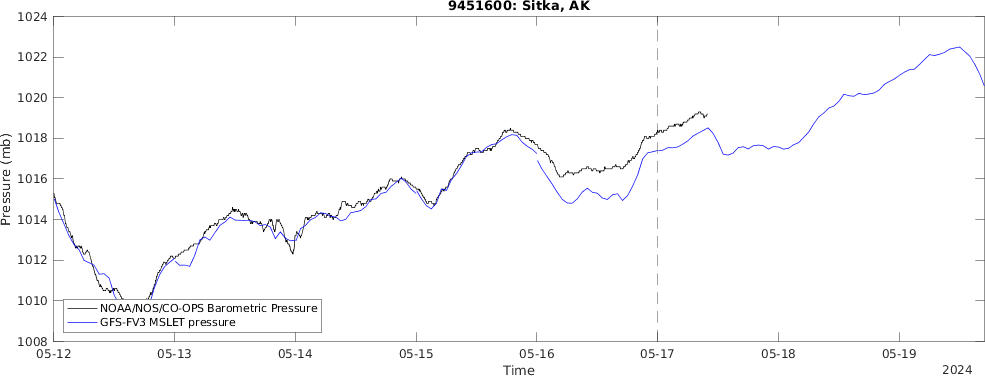 9451600: Sitka, AK
1024
1022
1020
1018
1016
1014
1012
1010
1008
Pressure (mb)
NOAA/NOS/CO-OPS Barometric Pressure
GFS-FV3 MSLET pressure
05-12 05-13 05-14 05-15 05-16 05-17 05-18 05-19
Time
2024